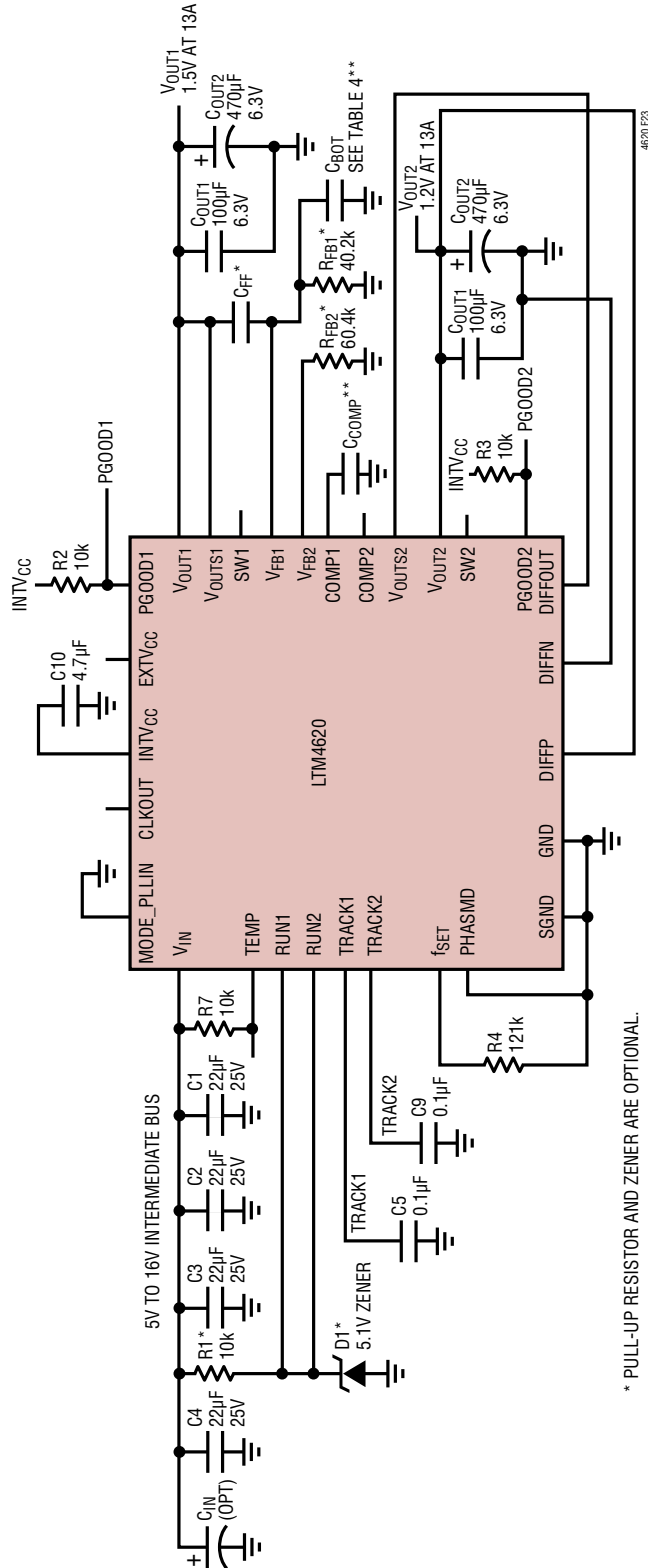 5V TO 16V INTERMEDIATE BUS
CIN
(OPT)
+
C4
22µF
25V
R1*
10k
C3
22µF
25V
C2
22µF
25V
C1
22µF
25V
R7
10k
D1*
5.1V ZENER
TRACK1
C5
0.1µF
TRACK2
C9
0.1µF
R4
121k
* PULL-UP RESISTOR AND ZENER ARE OPTIONAL.
MODE_PLLIN
CLKOUT
INTVCC
EXTVCC
PGOOD1
C10
4.7µF
INTVCC
R2
10k
PGOOD1
VIN
TEMP
RUN1
RUN2
TRACK1
TRACK2
fSET
PHASMD
LTM4620
VOUT1
VOUTS1
SW1
VFB1
VFB2
COMP1
COMP2
VOUTS2
VOUT2
SW2
PGOOD2
SGND
GND
DIFFP
DIFFN
DIFFOUT
VOUT1
1.5V AT 13A
COUT1
100µF
6.3V
+
COUT2
470µF
6.3V
CFF*
CBOT
SEE TABLE 4**
RFB1*
40.2k
RFB2*
60.4k
CCOMP**
VOUT2
1.2V AT 13A
COUT1
100µF
6.3V
+
COUT2
470µF
6.3V
INTVCC
R3
10k
PGOOD2
4620 F23